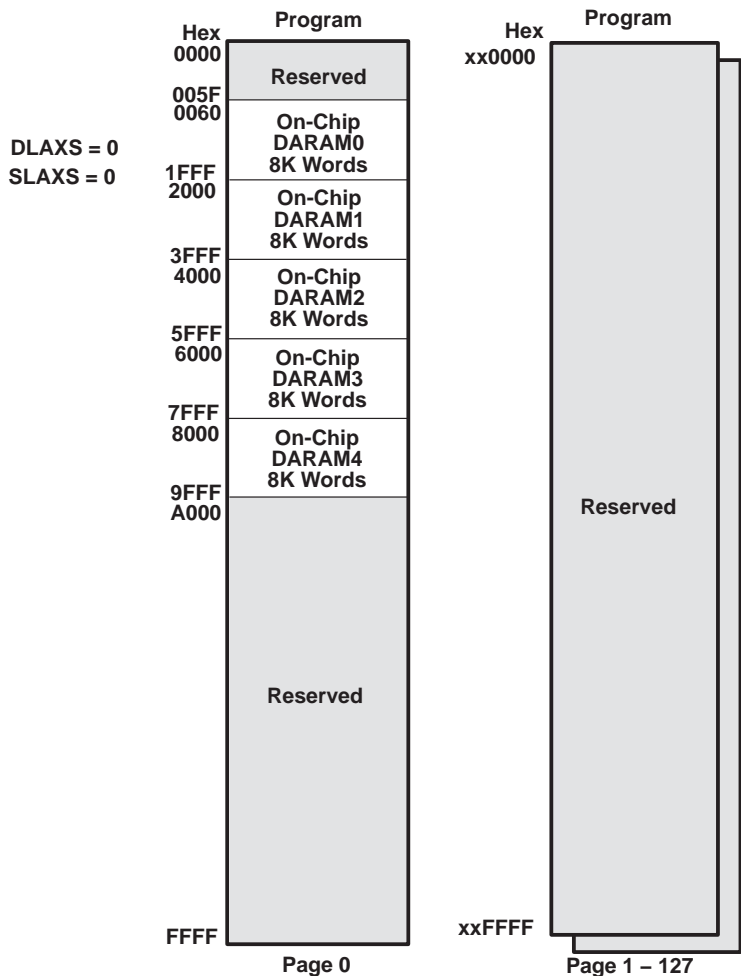 Program
Hex
0000
Reserved
005F
0060
On-Chip
DARAM0
8K Words
DLAXS = 0
SLAXS = 0
1FFF
2000
On-Chip
DARAM1
8K Words
3FFF
4000
On-Chip
DARAM2
8K Words
5FFF
6000
On-Chip
DARAM3
8K Words
7FFF
8000
On-Chip
DARAM4
8K Words
9FFF
A000
Reserved
FFFF
Page 0
Program
Hex
xx0000
Reserved
xxFFFF
Page 1 – 127